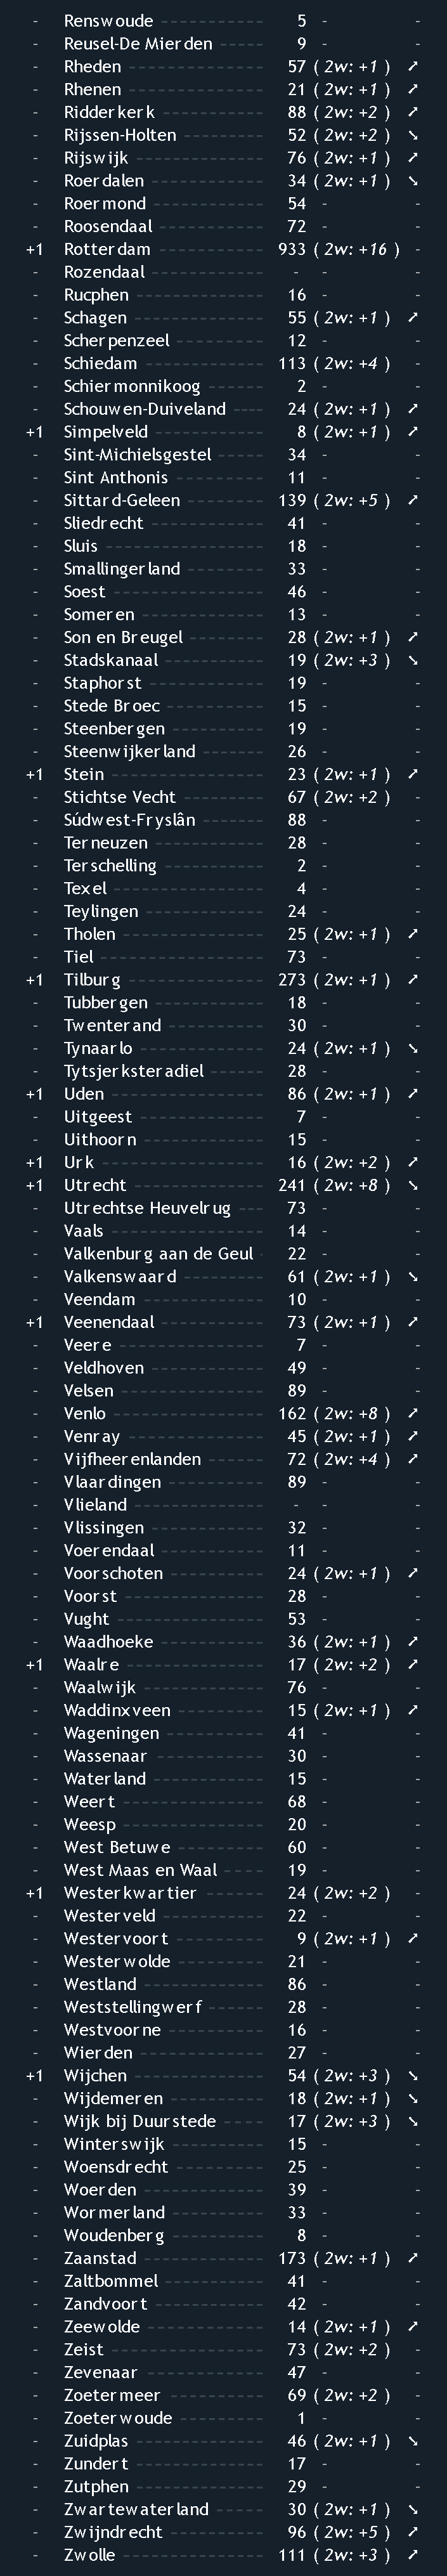 - Renswoude ----------- 5 - -
- Reusel-De Mierden ----- 9 - -
- Rheden -------------- 57 ( 2w: +1 ) ➚
- Rhenen -------------- 21 ( 2w: +1 ) ➚
- Ridderkerk ----------- 88 ( 2w: +2 ) ➚
- Rijssen-Holten --------- 52 ( 2w: +2 ) ➘
- Rijswijk -------------- 76 ( 2w: +1 ) ➚
- Roerdalen ------------ 34 ( 2w: +1 ) ➘
- Roermond ------------ 54 - -
- Roosendaal ----------- 72 - -
+1 Rotterdam ------------ 933 ( 2w: +16 ) -
- Rozendaal ------------ - - -
- Rucphen ------------- 16 - -
- Schagen ------------- 55 ( 2w: +1 ) ➚
- Scherpenzeel ---------- 12 - -
- Schiedam ------------ 113 ( 2w: +4 ) -
- Schiermonnikoog ------- 2 - -
- Schouwen-Duiveland ---- 24 ( 2w: +1 ) ➚
+1 Simpelveld ----------- 8 ( 2w: +1 ) ➚
- Sint-Michielsgestel ------ 34 - -
- Sint Anthonis ---------- 11 - -
- Sittard-Geleen --------- 139 ( 2w: +5 ) ➚
- Sliedrecht ------------ 41 - -
- Sluis ---------------- 18 - -
- Smallingerland --------- 33 - -
- Soest ---------------- 46 - -
- Someren ------------- 13 - -
- Son en Breugel --------- 28 ( 2w: +1 ) ➚
- Stadskanaal ----------- 19 ( 2w: +3 ) ➘
- Staphorst ------------ 19 - -
- Stede Broec ----------- 15 - -
- Steenbergen ---------- 19 - -
- Steenwijkerland ------- 26 - -
+1 Stein ---------------- 23 ( 2w: +1 ) ➚
- Stichtse Vecht --------- 67 ( 2w: +2 ) -
- Súdwest-Fryslân ------- 88 - -
- Terneuzen ------------ 28 - -
- Terschelling ----------- 2 - -
- Texel --------------- 4 - -
- Teylingen ------------ 24 - -
- Tholen -------------- 25 ( 2w: +1 ) ➚
- Tiel ---------------- 73 - -
+1 Tilburg -------------- 273 ( 2w: +1 ) ➚
- Tubbergen ------------ 18 - -
- Twenterand ----------- 30 - -
- Tynaarlo ------------- 24 ( 2w: +1 ) ➘
- Tytsjerksteradiel ------- 28 - -
+1 Uden --------------- 86 ( 2w: +1 ) ➚
- Uitgeest ------------- 7 - -
- Uithoorn ------------- 15 - -
+1 Urk ---------------- 16 ( 2w: +2 ) ➚
+1 Utrecht ------------- 241 ( 2w: +8 ) ➘
- Utrechtse Heuvelrug ---- 73 - -
- Vaals --------------- 14 - -
- Valkenburg aan de Geul - 22 - -
- Valkenswaard --------- 61 ( 2w: +1 ) ➘
- Veendam ------------ 10 - -
+1 Veenendaal ----------- 73 ( 2w: +1 ) ➚
- Veere --------------- 7 - -
- Veldhoven ------------ 49 - -
- Velsen -------------- 89 - -
- Venlo --------------- 162 ( 2w: +8 ) ➚
- Venray -------------- 45 ( 2w: +1 ) ➚
- Vijfheerenlanden ------- 72 ( 2w: +4 ) ➚
- Vlaardingen ----------- 89 - -
- Vlieland ------------- - - -
- Vlissingen ------------ 32 - -
- Voerendaal ----------- 11 - -
- Voorschoten ---------- 24 ( 2w: +1 ) ➚
- Voorst --------------- 28 - -
- Vught --------------- 53 - -
- Waadhoeke ----------- 36 ( 2w: +1 ) ➚
+1 Waalre -------------- 17 ( 2w: +2 ) ➚
- Waalwijk ------------- 76 - -
- Waddinxveen ---------- 15 ( 2w: +1 ) ➚
- Wageningen ---------- 41 - -
- Wassenaar ----------- 30 - -
- Waterland ------------ 15 - -
- Weert --------------- 68 - -
- Weesp -------------- 20 - -
- West Betuwe ---------- 60 - -
- West Maas en Waal ---- 19 - -
+1 Westerkwartier -------- 24 ( 2w: +2 ) -
- Westerveld ----------- 22 - -
- Westervoort ---------- 9 ( 2w: +1 ) ➚
- Westerwolde ---------- 21 - -
- Westland ------------ 86 - -
- Weststellingwerf ------- 28 - -
- Westvoorne ----------- 16 - -
- Wierden ------------- 27 - -
+1 Wijchen ------------- 54 ( 2w: +3 ) ➘
- Wijdemeren ---------- 18 ( 2w: +1 ) ➘
- Wijk bij Duurstede ----- 17 ( 2w: +3 ) ➘
- Winterswijk ----------- 15 - -
- Woensdrecht ---------- 25 - -
- Woerden ------------ 39 - -
- Wormerland ---------- 33 - -
- Woudenberg ---------- 8 - -
- Zaanstad ------------ 173 ( 2w: +1 ) ➚
- Zaltbommel ---------- 41 - -
- Zandvoort ------------ 42 - -
- Zeewolde ------------ 14 ( 2w: +1 ) ➚
- Zeist ---------------- 73 ( 2w: +2 ) -
- Zevenaar ------------ 47 - -
- Zoetermeer ---------- 69 ( 2w: +2 ) -
- Zoeterwoude --------- 1 - -
- Zuidplas ------------- 46 ( 2w: +1 ) ➘
- Zundert ------------- 17 - -
- Zutphen ------------- 29 - -
- Zwartewaterland ------ 30 ( 2w: +1 ) ➘
- Zwijndrecht ---------- 96 ( 2w: +5 ) ➚
- Zwolle -------------- 111 ( 2w: +3 ) ➚